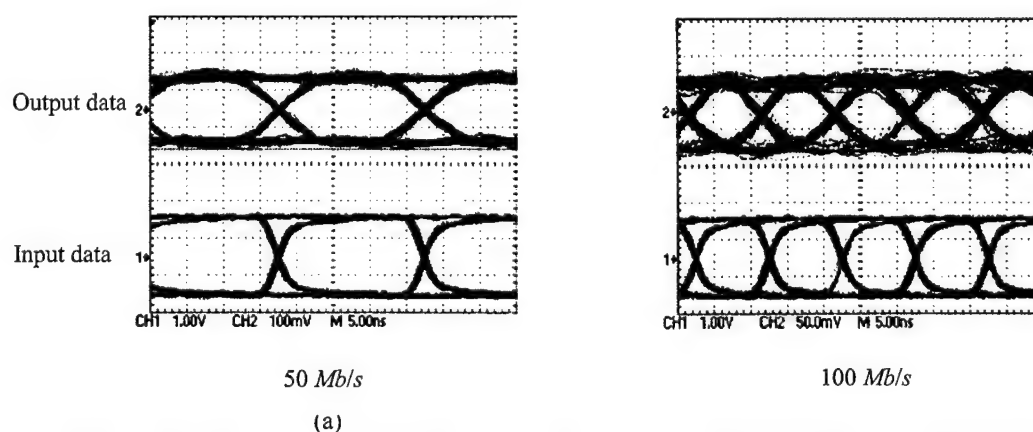 Output data
2
2
Input data
1
1
CH1 1.00V CH2 100mV M 5.00ns
CH1 1.00V CH2 50.0mV M 5.00ns
50 Mb/s
100 Mb/s
(a)